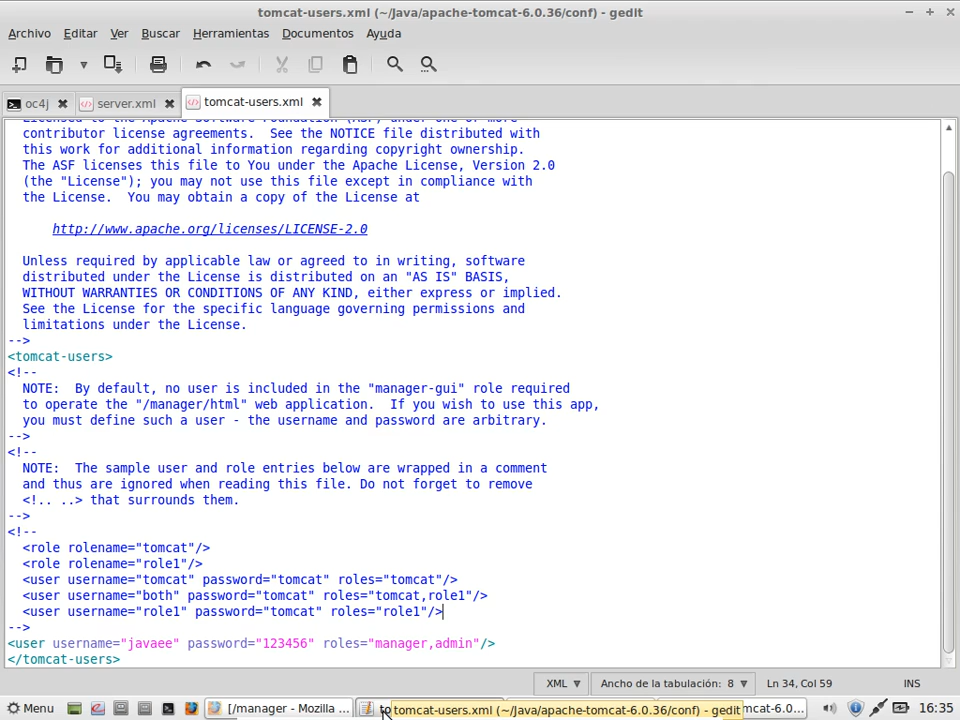 tomcat-users.xml (~/Java/apache-tomcat-6.0.36/conf) - gedit
Archivo Editar Ver Buscar Herramientas Documentos Ayuda
oc4j server.xml tomcat-users.xml
contributor license agreements.  See the NOTICE file distributed with
this work for additional information regarding copyright ownership.
The ASF licenses this file to You under the Apache License, Version 2.0
(the "License"); you may not use this file except in compliance with
the License.  You may obtain a copy of the License at
http://www.apache.org/licenses/LICENSE-2.0
Unless required by applicable law or agreed to in writing, software
distributed under the License is distributed on an "AS IS" BASIS,
WITHOUT WARRANTIES OR CONDITIONS OF ANY KIND, either express or implied.
See the License for the specific language governing permissions and
limitations under the License.
-->
<tomcat-users>
<!--
NOTE:  By default, no user is included in the "manager-gui" role required
to operate the "/manager/html" web application.  If you wish to use this app,
you must define such a user - the username and password are arbitrary.
-->
<!--
NOTE:  The sample user and role entries below are wrapped in a comment
and thus are ignored when reading this file. Do not forget to remove
<!.. ..> that surrounds them.
-->
<!--
<role rolename="tomcat"/>
<role rolename="role1"/>
<user username="tomcat" password="tomcat" roles="tomcat"/>
<user username="both" password="tomcat" roles="tomcat,role1"/>
<user username="role1" password="tomcat" roles="role1"/>
-->
<user username="javaee" password="123456" roles="manager,admin"/>
</tomcat-users>
XML Ancho de la tabulación: 8 Ln 34, Col 59 INS
Menu [/manager - Mozilla ... to tomcat-users.xml (~/Java/apache-tomcat-6.0.36/conf) - gedit mcat-6.0... 16:35